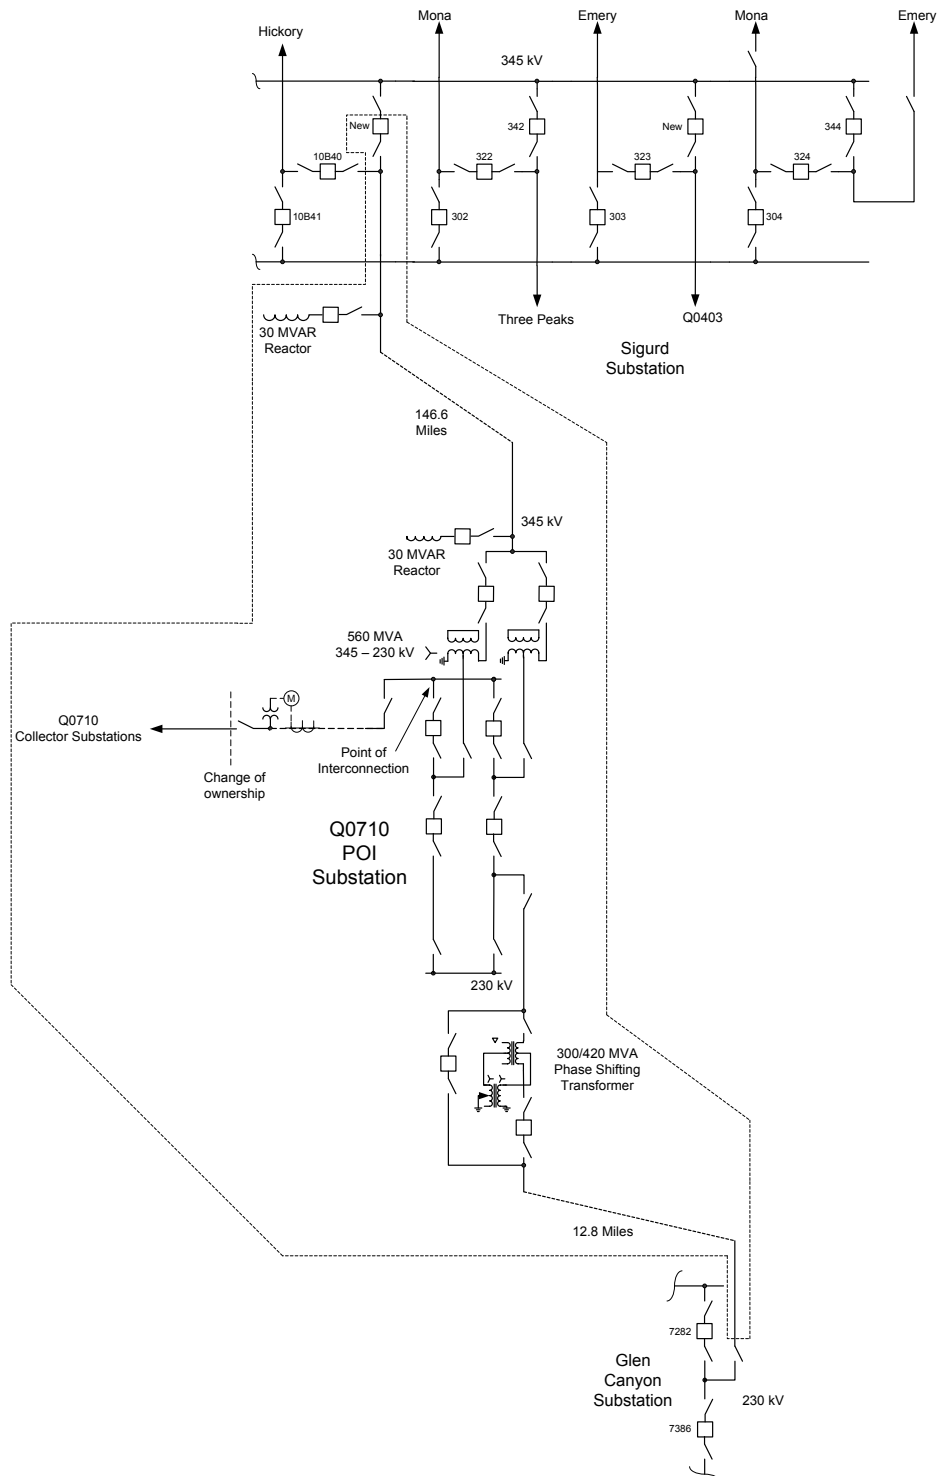 Mona
Emery
Mona
Emery
Hickory
345 kV
New
342
New
344
10B40
322
323
324
10B41
302
303
304
Three Peaks
Q0403
30 MVAR
Reactor
Sigurd
Substation
146.6
Miles
345 kV
30 MVAR
Reactor
560 MVA
345 – 230 kV
M
Q0710
Collector Substations
Point of
Interconnection
Change of
ownership
Q0710
POI
Substation
230 kV
300/420 MVA
Phase Shifting
Transformer
12.8 Miles
7282
Glen
Canyon
Substation
230 kV
7386